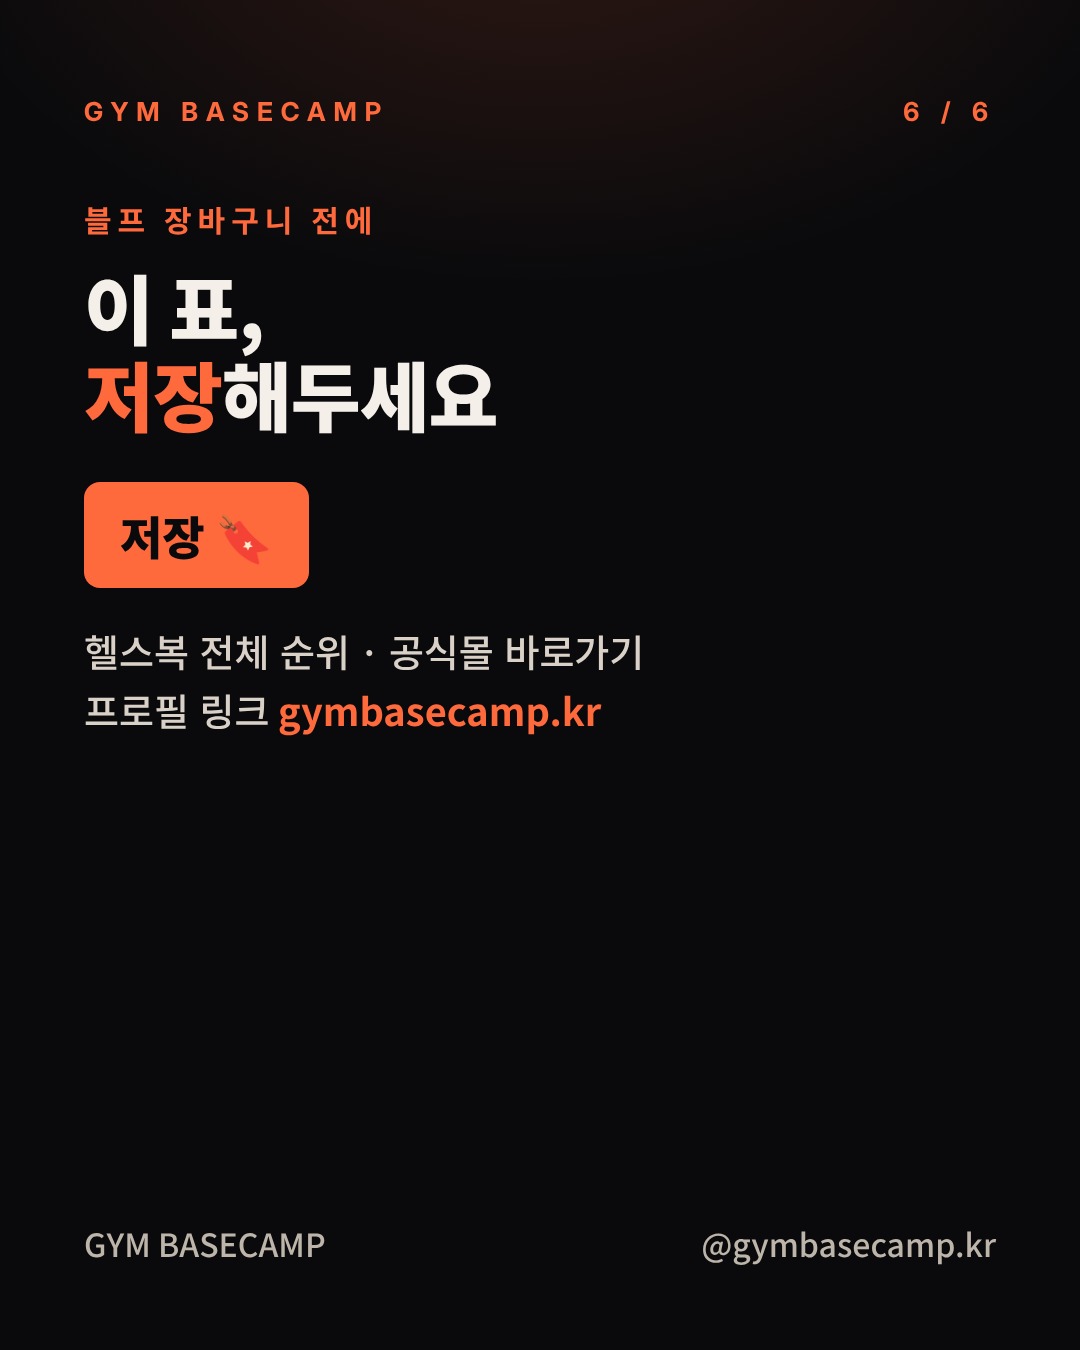 GYM BASECAMP
6 / 6
블프 장바구니 전에
이 표,
저장해두세요
저장 🔖
헬스복 전체 순위 · 공식몰 바로가기
프로필 링크 gymbasecamp.kr
GYM BASECAMP
@gymbasecamp.kr